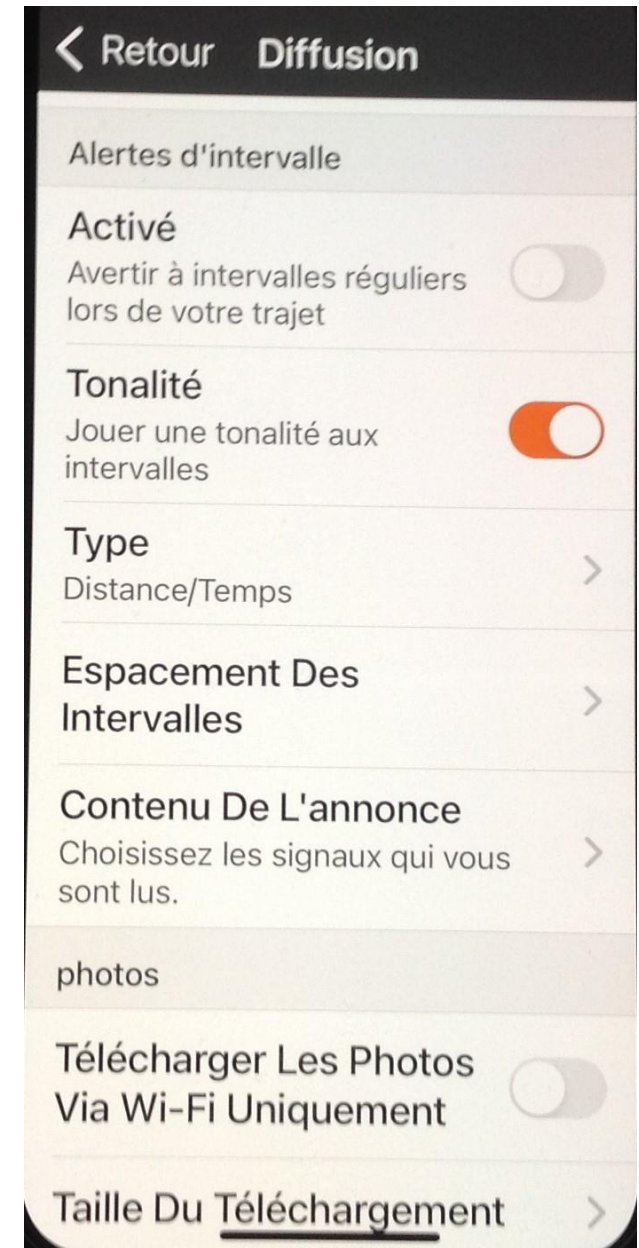 Retour Diffusion
Alertes d'intervalle
Activé
Avertir à intervalles réguliers
lors de votre trajet
Tonalité
Jouer une tonalité aux
intervalles
Type
Distance/Temps
Espacement Des
Intervalles
Contenu De L'annonce
Choisissez les signaux qui vous
sont lus.
photos
Télécharger Les Photos
Via Wi-Fi Uniquement
Taille Du Téléchargement